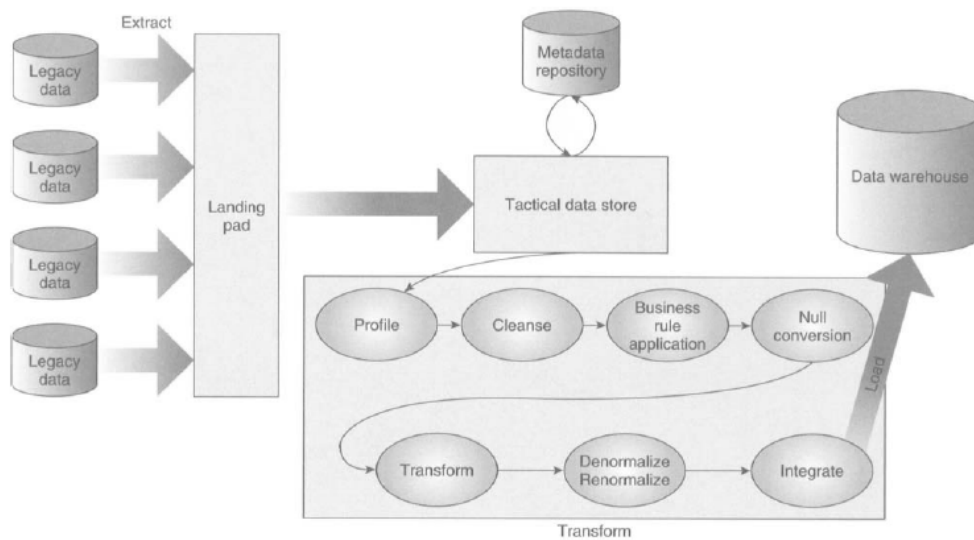 Extract
Legacy
data
Legacy
data
Legacy
data
Legacy
data
Landing
pad
Metadata
repository
Tactical data store
Data warehouse
Profile
Cleanse
Business
rule
application
Null
conversion
Load
Transform
Denormalize
Renormalize
Integrate
Transform